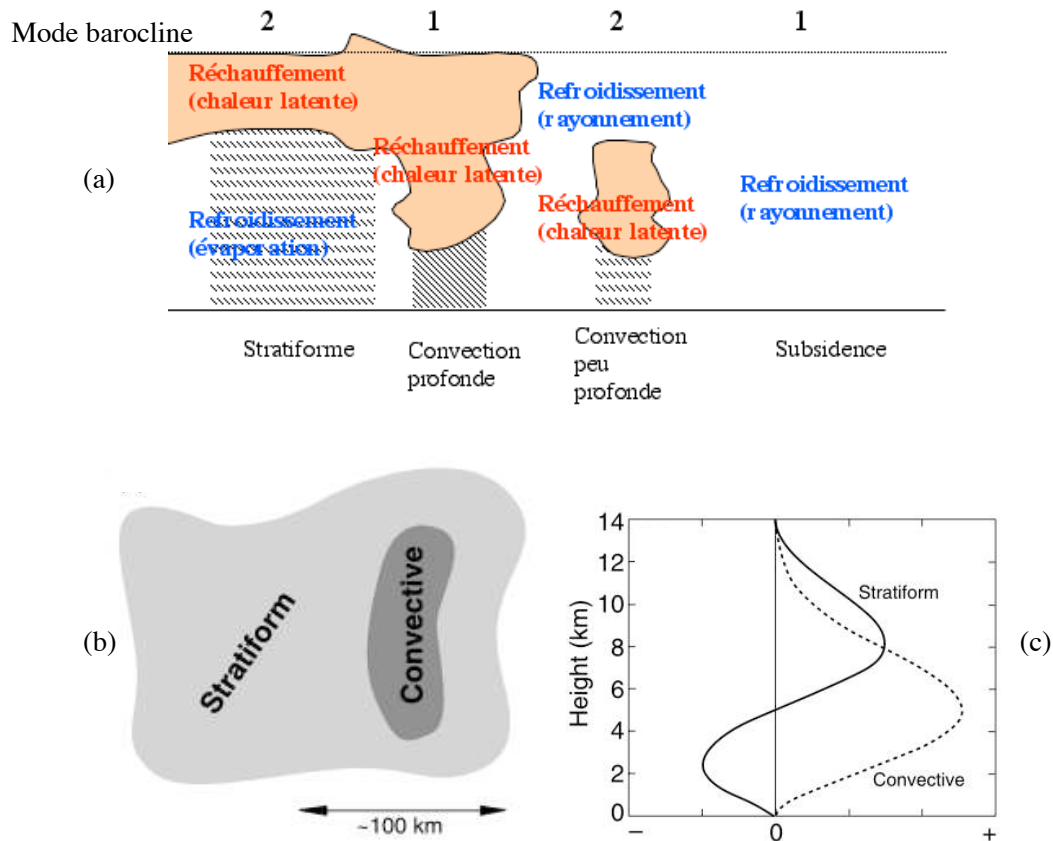 2 1 2 1
Mode barocline
Réchauffement
(chaleur latente)
Refroidissement
(rayonnement)
Réchauffement
(chaleur latente)
(a)
Refroidissement
(rayonnement)
Réchauffement
(chaleur latente)
Refroidissement
(évaporation)
Stratiforme
Convection
profonde
Convection
peu
profonde
Subsidence
(b)
Stratiform
Convective
~100 km
Height (km)
14
12
10
8
6
4
2
0
Stratiform
Convective
− 0 +
(c)